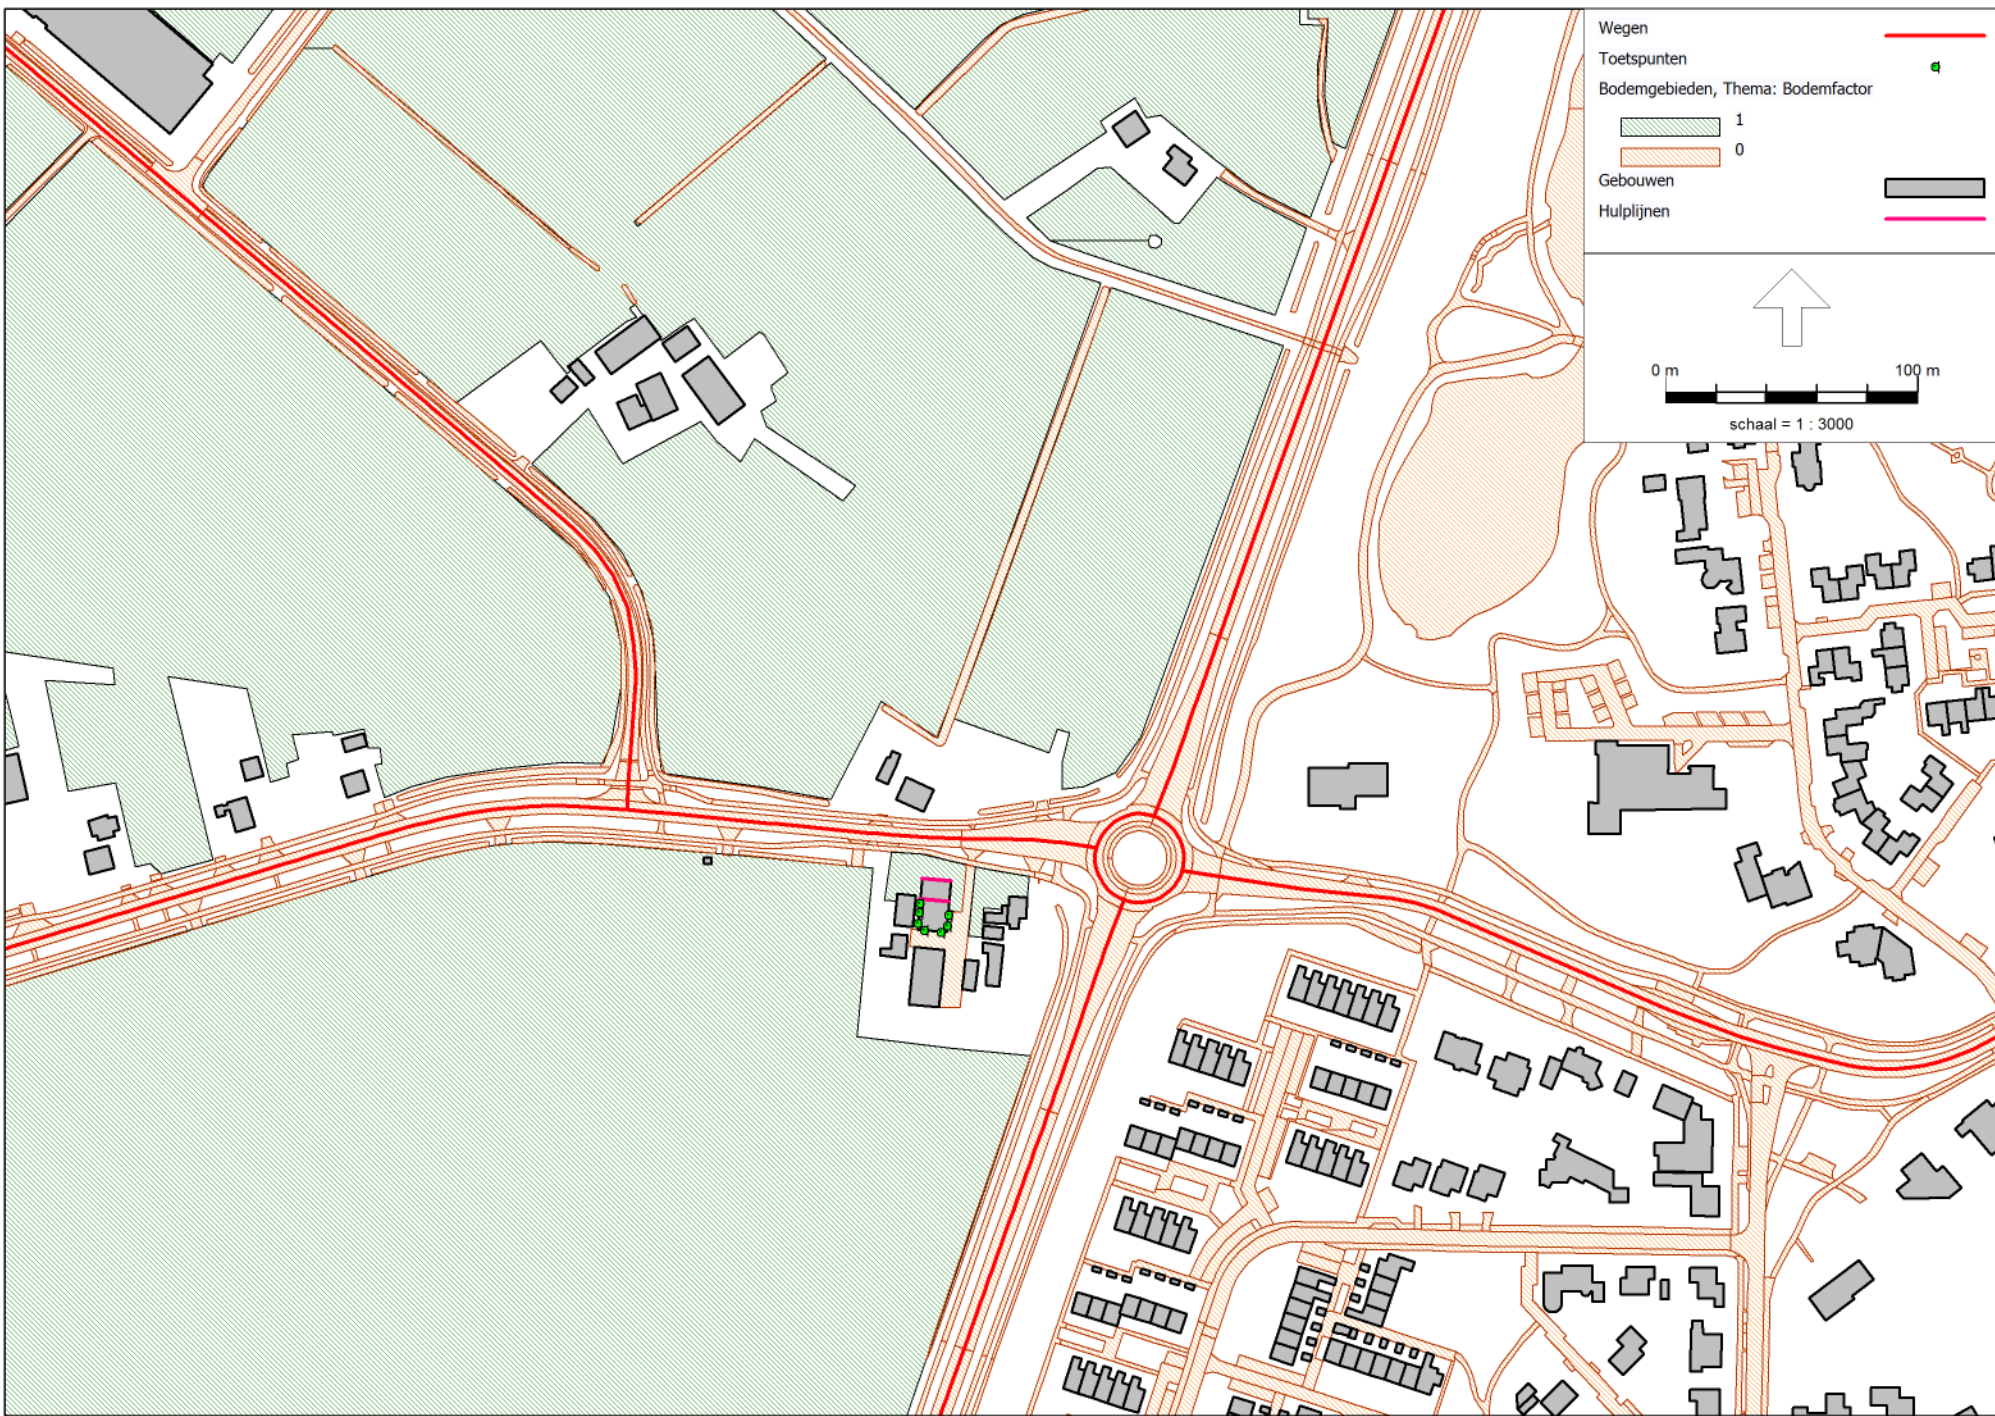 Wegen
Toetspunten
Bodemgebieden, Thema: Bodemfactor
1
0
Gebouwen
Hulplijnen
0 m 100 m
schaal = 1 : 3000